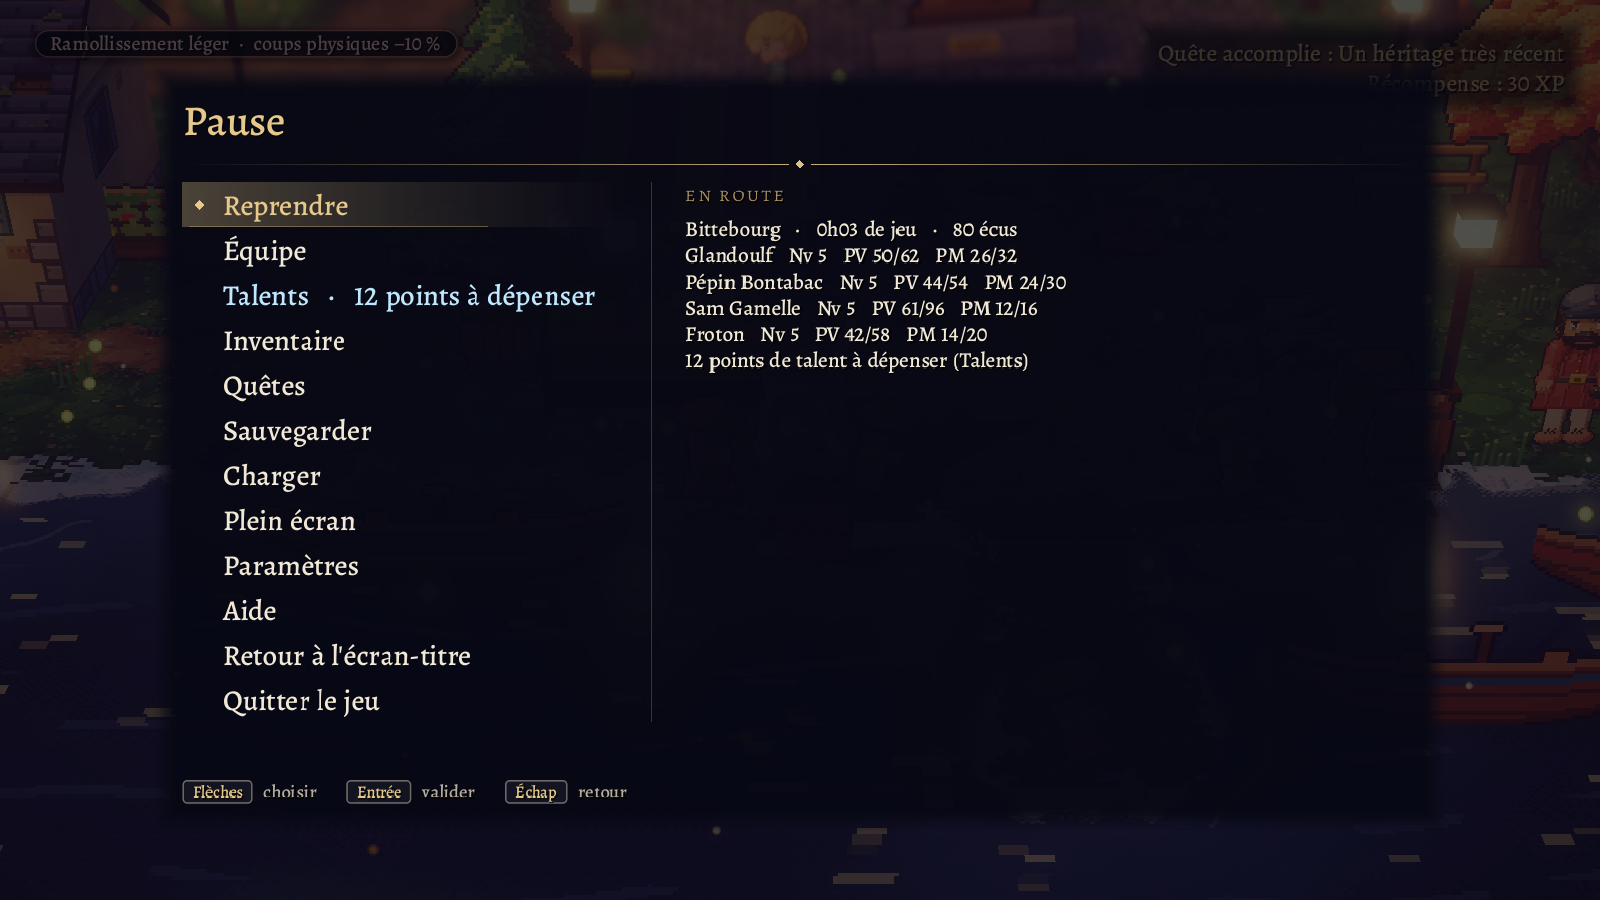 Ramollissement léger · coups physiques –10 %
Quête accomplie : Un héritage très récent
Récompense : 30 XP
Pause
Reprendre
Équipe
Talents · 12 points à dépenser
Inventaire
Quêtes
Sauvegarder
Charger
Plein écran
Paramètres
Aide
Retour à l'écran-titre
Quitter le jeu
EN ROUTE
Bittebourg · 0h03 de jeu · 80 écus
Glandoulf Nv 5 PV 50/62 PM 26/32
Pépin Bontabac Nv 5 PV 44/54 PM 24/30
Sam Gamelle Nv 5 PV 61/96 PM 12/16
Froton Nv 5 PV 42/58 PM 14/20
12 points de talent à dépenser (Talents)
Flèches choisir Entrée valider Échap retour